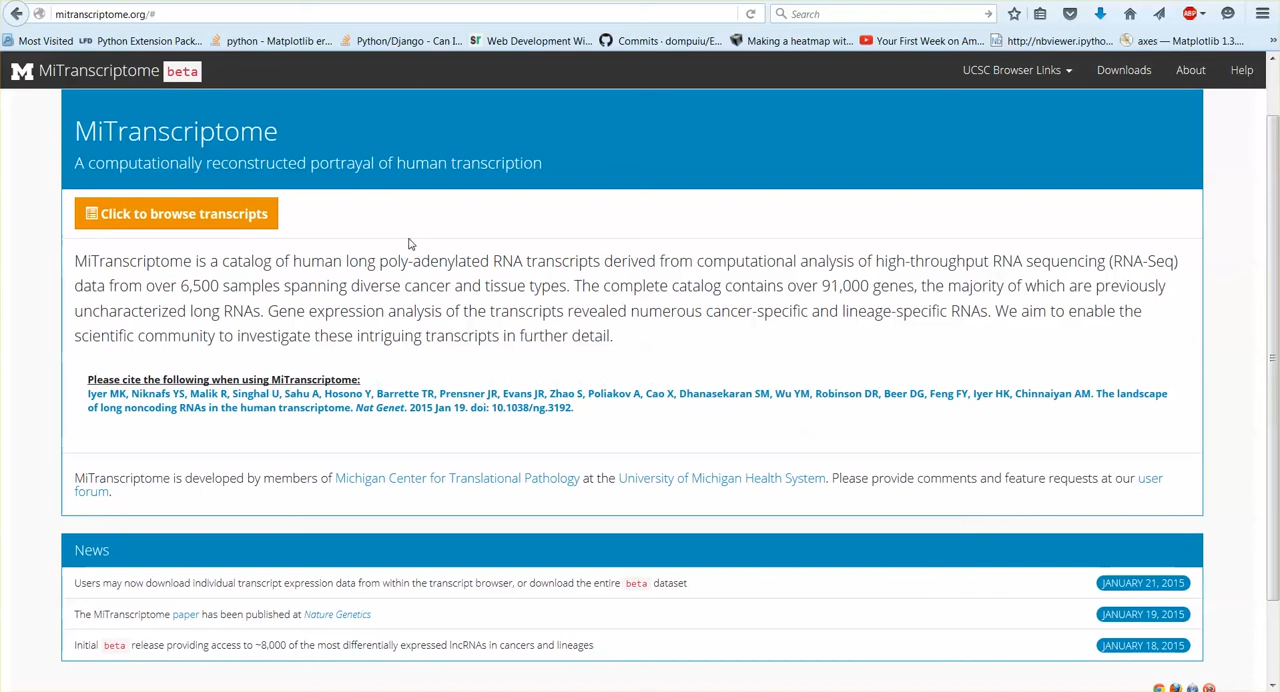 mitranscriptome.org/#
Search
ABP
Most Visited
LFD Python Extension Pack...
python - Matplotlib er...
Python/Django - Can I...
Sr Web Development Wi...
Commits · dompuiu/E...
Making a heatmap wit...
Your First Week on Am...
http://nbviewer.ipytho...
axes — Matplotlib 1.3....
M MiTranscriptome beta
UCSC Browser Links
Downloads
About
Help
MiTranscriptome
A computationally reconstructed portrayal of human transcription
Click to browse transcripts
MiTranscriptome is a catalog of human long poly-adenylated RNA transcripts derived from computational analysis of high-throughput RNA sequencing (RNA-Seq)
data from over 6,500 samples spanning diverse cancer and tissue types. The complete catalog contains over 91,000 genes, the majority of which are previously
uncharacterized long RNAs. Gene expression analysis of the transcripts revealed numerous cancer-specific and lineage-specific RNAs. We aim to enable the
scientific community to investigate these intriguing transcripts in further detail.
Please cite the following when using MiTranscriptome:
Iyer MK, Niknafs YS, Malik R, Singhal U, Sahu A, Hosono Y, Barrette TR, Prensner JR, Evans JR, Zhao S, Poliakov A, Cao X, Dhanasekaran SM, Wu YM, Robinson DR, Beer DG, Feng FY, Iyer HK, Chinnaiyan AM. The landscape
of long noncoding RNAs in the human transcriptome. Nat Genet. 2015 Jan 19. doi: 10.1038/ng.3192.
MiTranscriptome is developed by members of Michigan Center for Translational Pathology at the University of Michigan Health System. Please provide comments and feature requests at our user
forum.
News
Users may now download individual transcript expression data from within the transcript browser, or download the entire beta dataset
JANUARY 21, 2015
The MiTranscriptome paper has been published at Nature Genetics
JANUARY 19, 2015
Initial beta release providing access to ~8,000 of the most differentially expressed lncRNAs in cancers and lineages
JANUARY 18, 2015